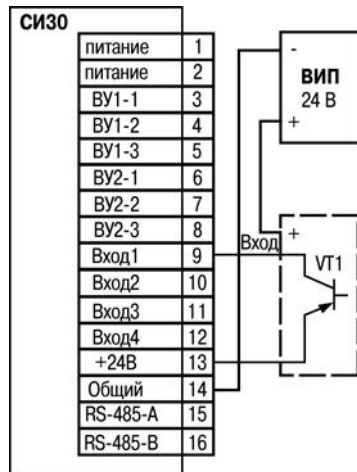 СИ30
питание 1
питание 2
ВУ1-1 3
ВУ1-2 4
ВУ1-3 5
ВУ2-1 6
ВУ2-2 7
ВУ2-3 8
Вход1 9
Вход2 10
Вход3 11
Вход4 12
+24В 13
Общий 14
RS-485-А 15
RS-485-В 16
-
ВИП
24 В
+
Вход
+
VT1